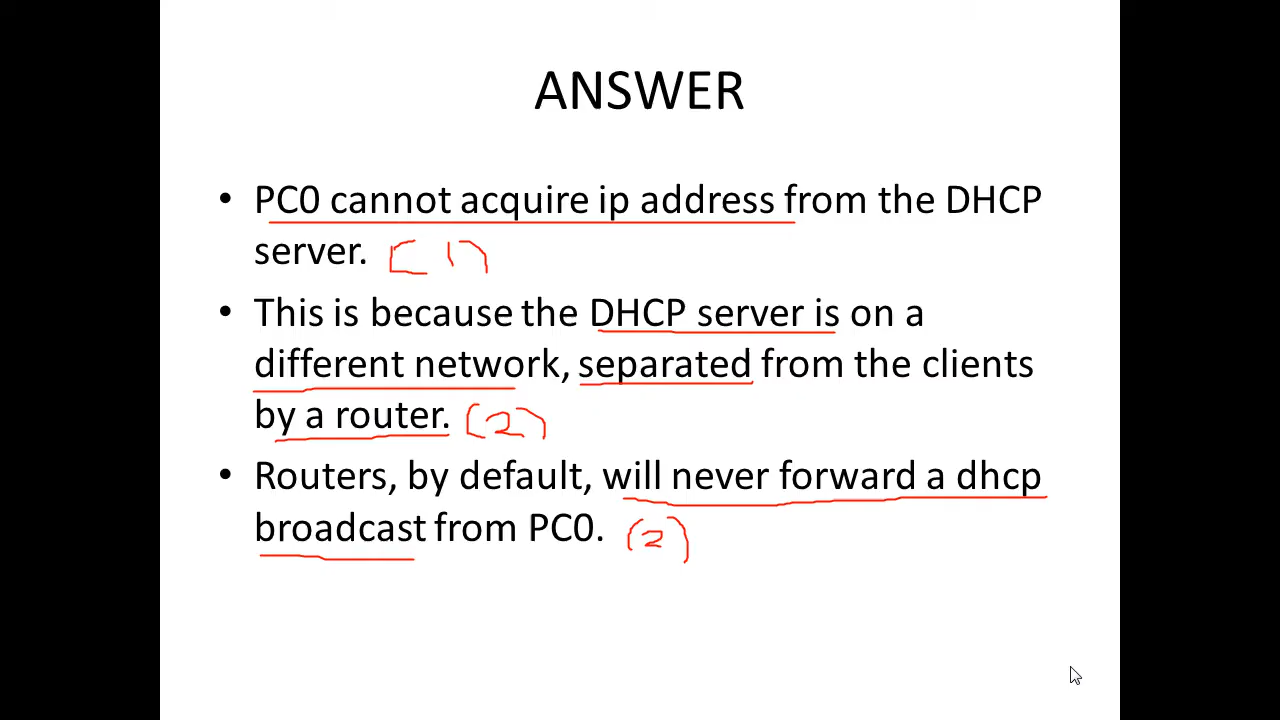 ANSWER
• PC0 cannot acquire ip address from the DHCP
server. (1)
• This is because the DHCP server is on a
different network, separated from the clients
by a router. (2)
• Routers, by default, will never forward a dhcp
broadcast from PC0. (2)